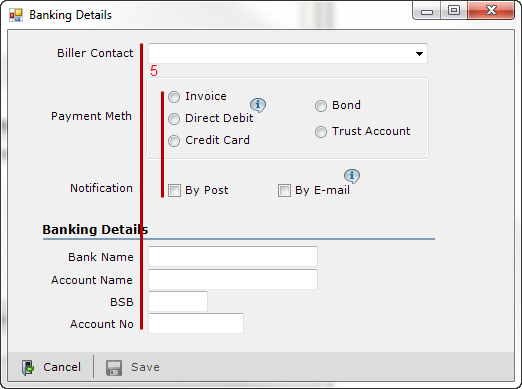 Banking Details
Biller Contact
5
Payment Meth
Invoice
Direct Debit
Credit Card
Bond
Trust Account
Notification
By Post
By E-mail
Banking Details
Bank Name
Account Name
BSB
Account No
Cancel
Save